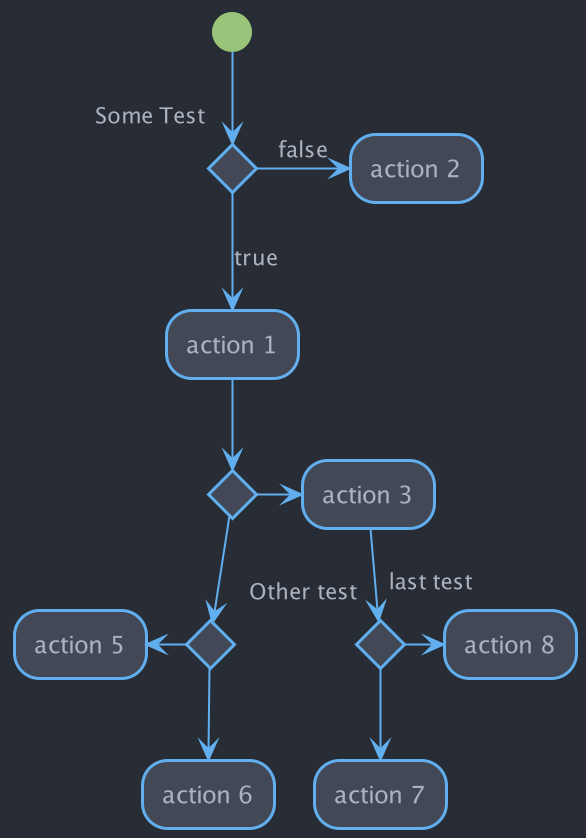 Some Test
false
action 2
true
action 1
action 3
last test
Other test
action 5
action 8
action 6
action 7